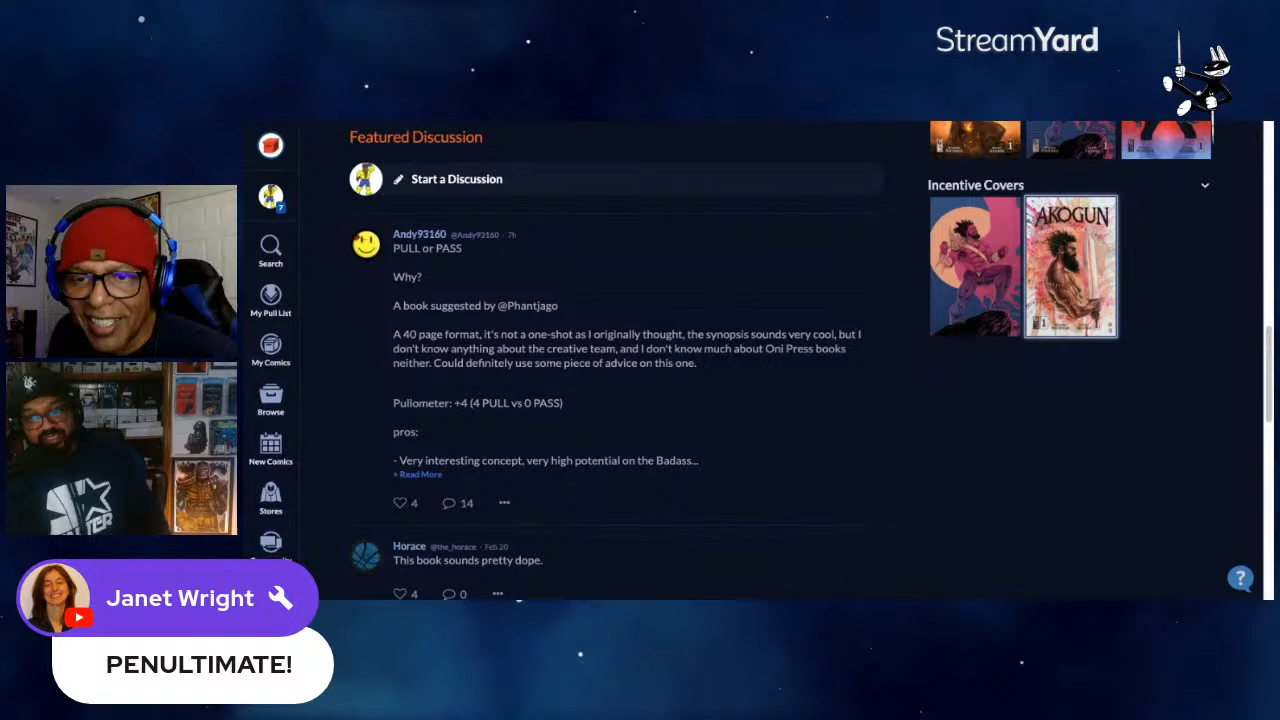 StreamYard
Featured Discussion
Start a Discussion
Andy93160 @Andy93160 · 7h
PULL or PASS
Why?
A book suggested by @Phantjago
A 40 page format, it's not a one-shot as I originally thought, the synopsis sounds very cool, but I
don't know anything about the creative team, and I don't know much about Oni Press books
neither. Could definitely use some piece of advice on this one.
Pullometer: +4 (4 PULL vs 0 PASS)
pros:
- Very interesting concept, very high potential on the Badass...
+ Read More
4 14 •••
Horace @the_horace · Feb 20
This book sounds pretty dope.
4 0 •••
7
Search
My Pull List
My Comics
Browse
New Comics
Stores
1
1
1
Incentive Covers
AKOGUN
1
?
Janet Wright
PENULTIMATE!